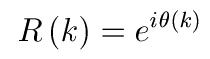 R(k) = e^{iθ(k)}